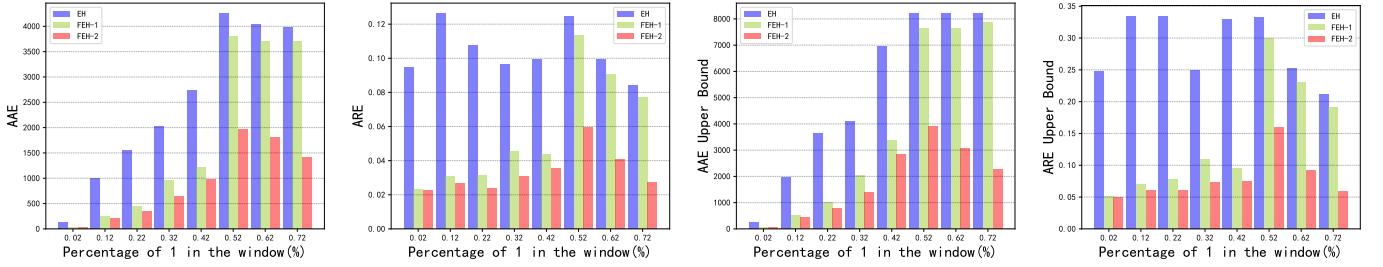 AAE
4000
3500
3000
2500
2000
1500
1000
500
0
EH
FEH-1
FEH-2
0.02 0.12 0.22 0.32 0.42 0.52 0.62 0.72
Percentage of 1 in the window(%)
ARE
0.12
0.10
0.08
0.06
0.04
0.02
0.00
EH
FEH-1
FEH-2
0.02 0.12 0.22 0.32 0.42 0.52 0.62 0.72
Percentage of 1 in the window(%)
AAE Upper Bound
8000
7000
6000
5000
4000
3000
2000
1000
0
EH
FEH-1
FEH-2
0.02 0.12 0.22 0.32 0.42 0.52 0.62 0.72
Percentage of 1 in the window(%)
ARE Upper Bound
0.35
0.30
0.25
0.20
0.15
0.10
0.05
0.00
EH
FEH-1
FEH-2
0.02 0.12 0.22 0.32 0.42 0.52 0.62 0.72
Percentage of 1 in the window(%)